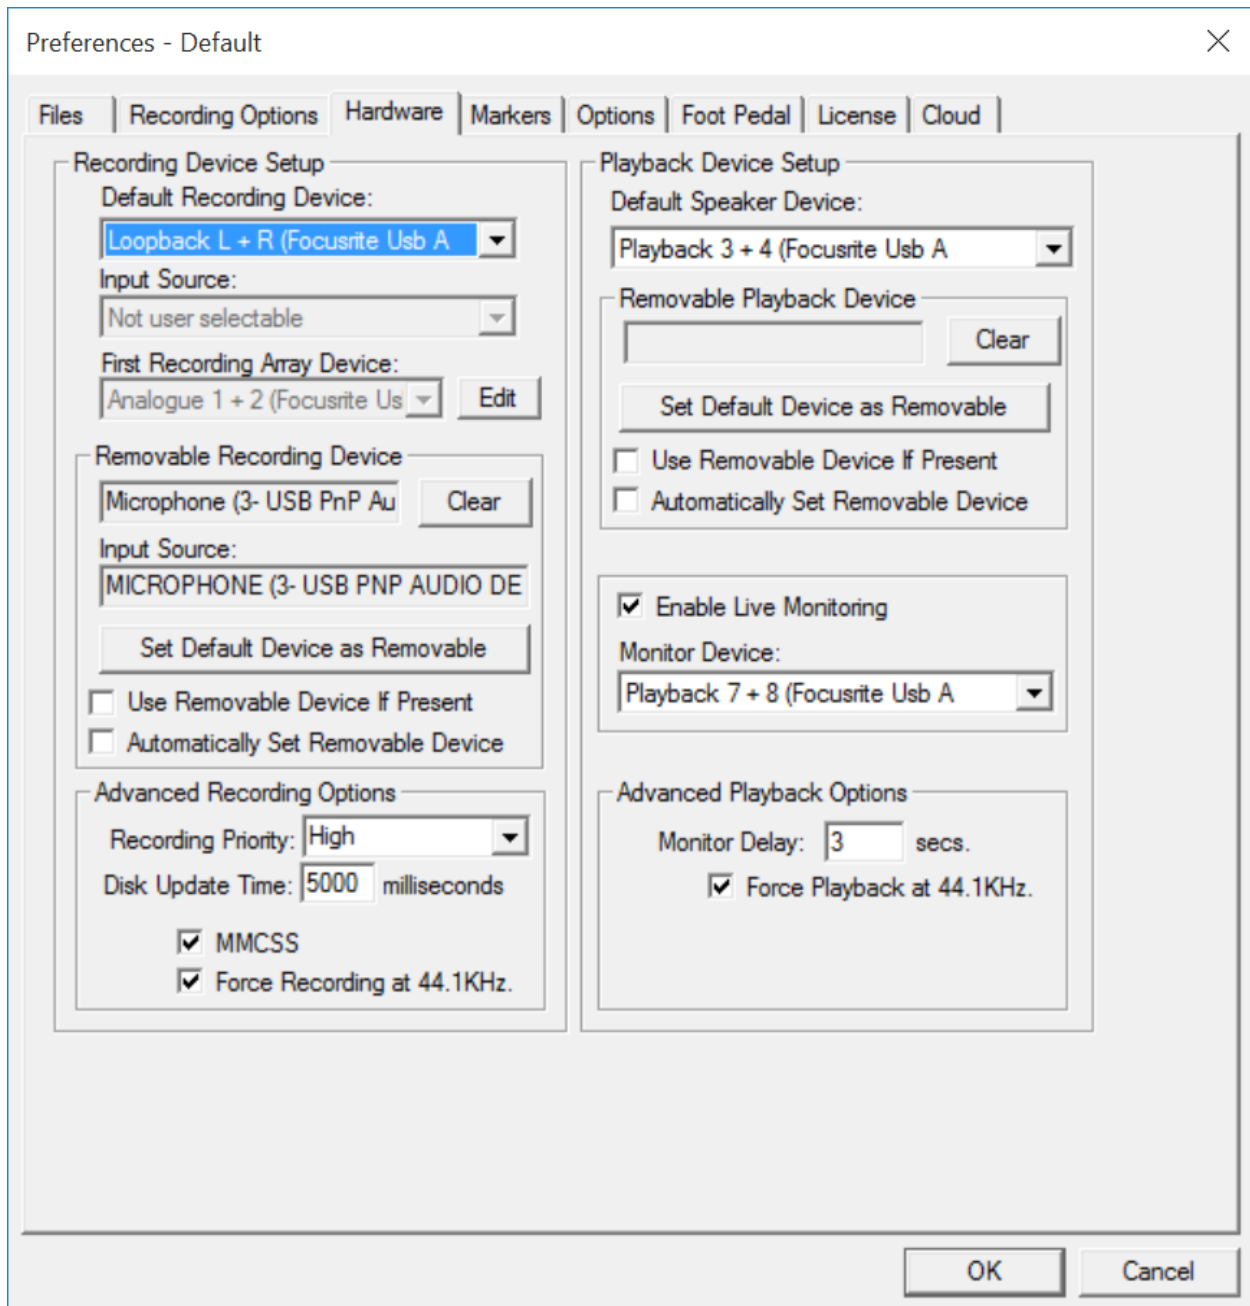 Preferences - Default
Files Recording Options Hardware Markers Options Foot Pedal License Cloud
Recording Device Setup
Default Recording Device:
Loopback L + R (Focusrite Usb A
Input Source:
Not user selectable
First Recording Array Device:
Analogue 1 + 2 (Focusrite Us
Edit
Removable Recording Device
Microphone (3- USB PnP Au
Clear
Input Source:
MICROPHONE (3- USB PNP AUDIO DE
Set Default Device as Removable
Use Removable Device If Present
Automatically Set Removable Device
Advanced Recording Options
Recording Priority: High
Disk Update Time: 5000 milliseconds
MMCSS
Force Recording at 44.1KHz.
Playback Device Setup
Default Speaker Device:
Playback 3 + 4 (Focusrite Usb A
Removable Playback Device
Clear
Set Default Device as Removable
Use Removable Device If Present
Automatically Set Removable Device
Enable Live Monitoring
Monitor Device:
Playback 7 + 8 (Focusrite Usb A
Advanced Playback Options
Monitor Delay: 3 secs.
Force Playback at 44.1KHz.
OK Cancel